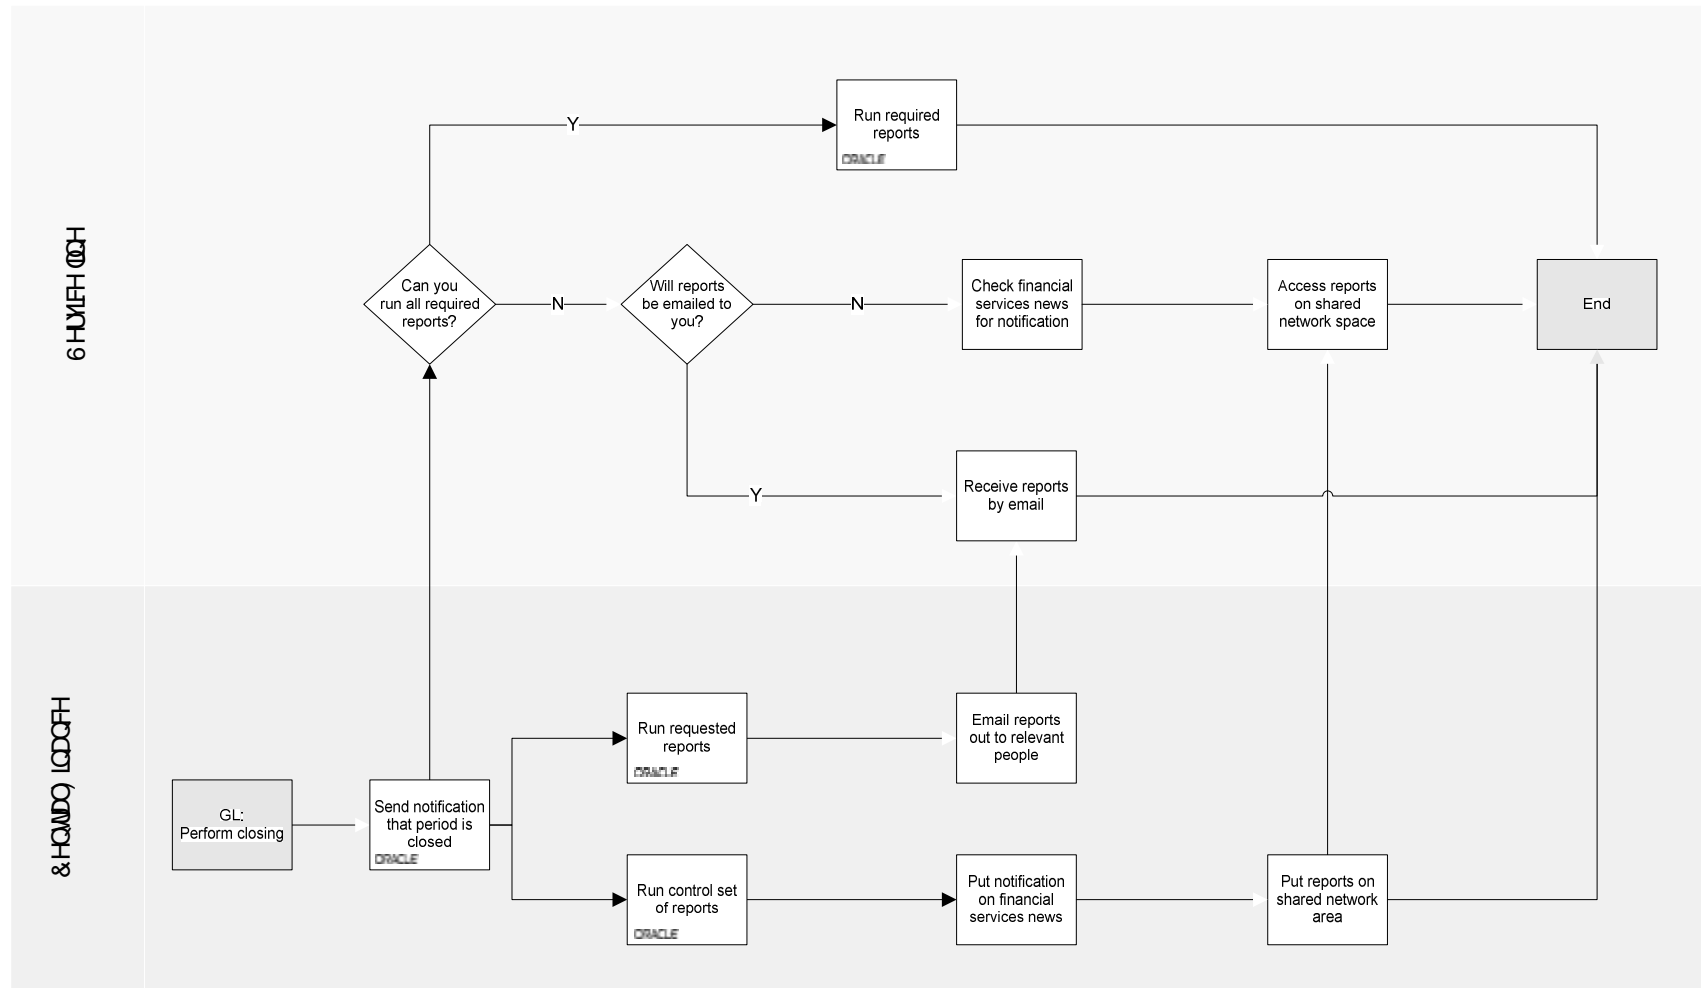 Run required
reports
ORACLE
Y
6HUYLFH OLQH
Can you
run all required
reports?
N
Will reports
be emailed to
you?
N
Check financial
services news
for notification
Access reports
on shared
network space
End
Y
Receive reports
by email
Run requested
reports
ORACLE
Email reports
out to relevant
people
GL:
Perform closing
Send notification
that period is
closed
ORACLE
Run control set
of reports
ORACLE
Put notification
on financial
services news
Put reports on
shared network
area